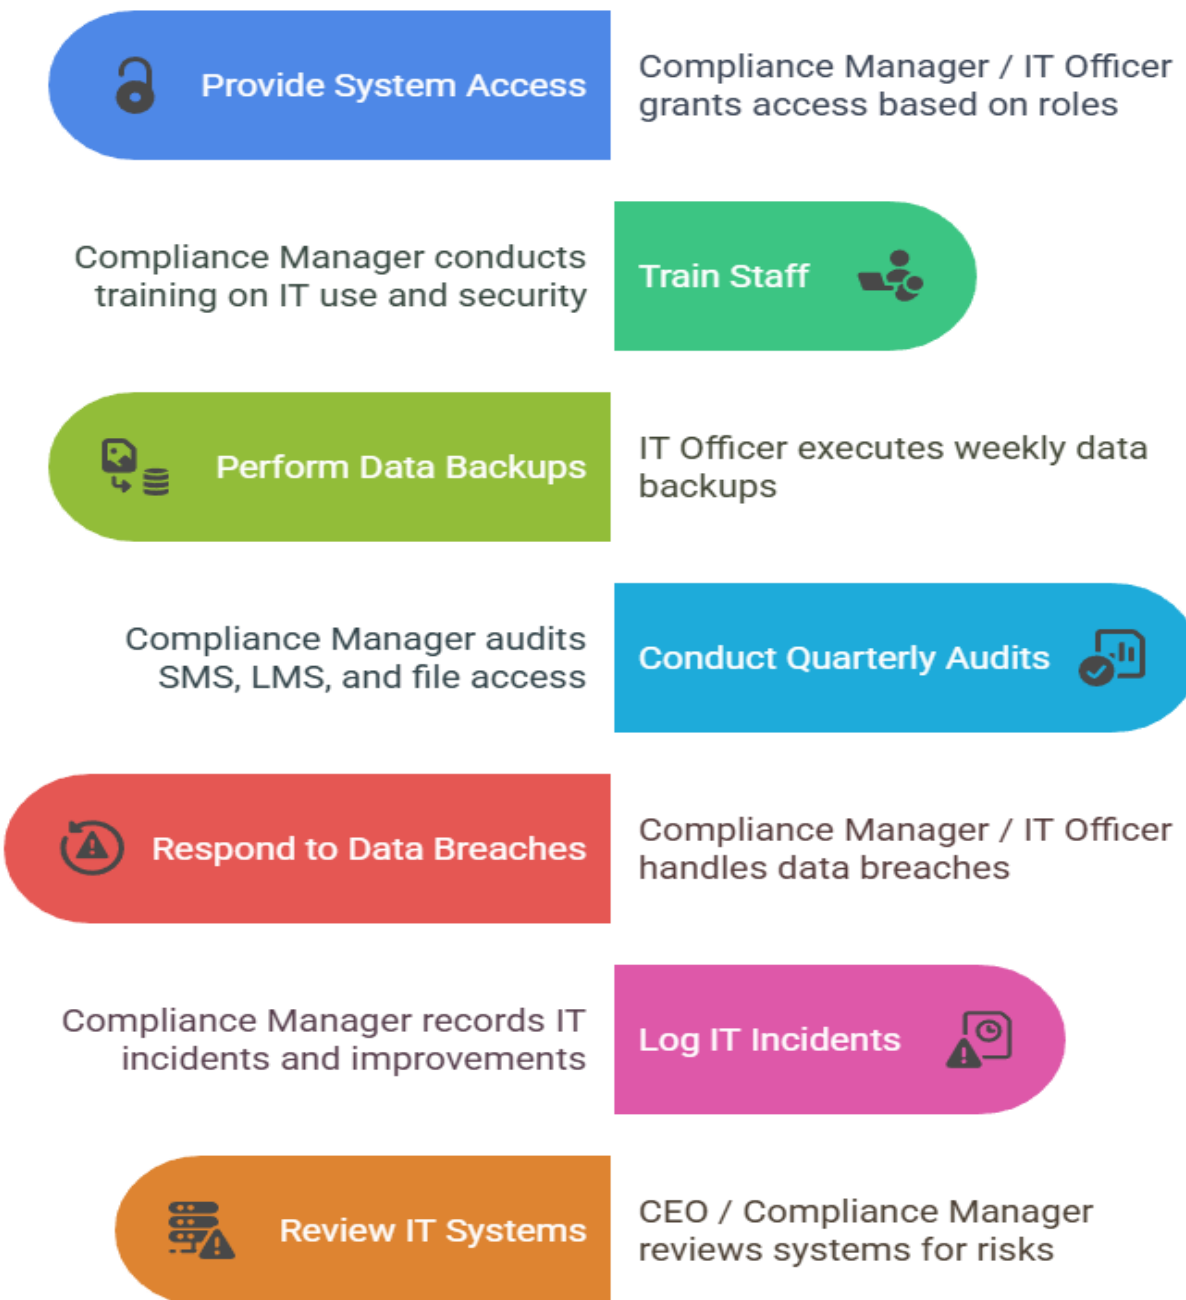 Provide System Access
Compliance Manager / IT Officer
grants access based on roles
Compliance Manager conducts
training on IT use and security
Train Staff
Perform Data Backups
IT Officer executes weekly data
backups
Compliance Manager audits
SMS, LMS, and file access
Conduct Quarterly Audits
Respond to Data Breaches
Compliance Manager / IT Officer
handles data breaches
Compliance Manager records IT
incidents and improvements
Log IT Incidents
Review IT Systems
CEO / Compliance Manager
reviews systems for risks